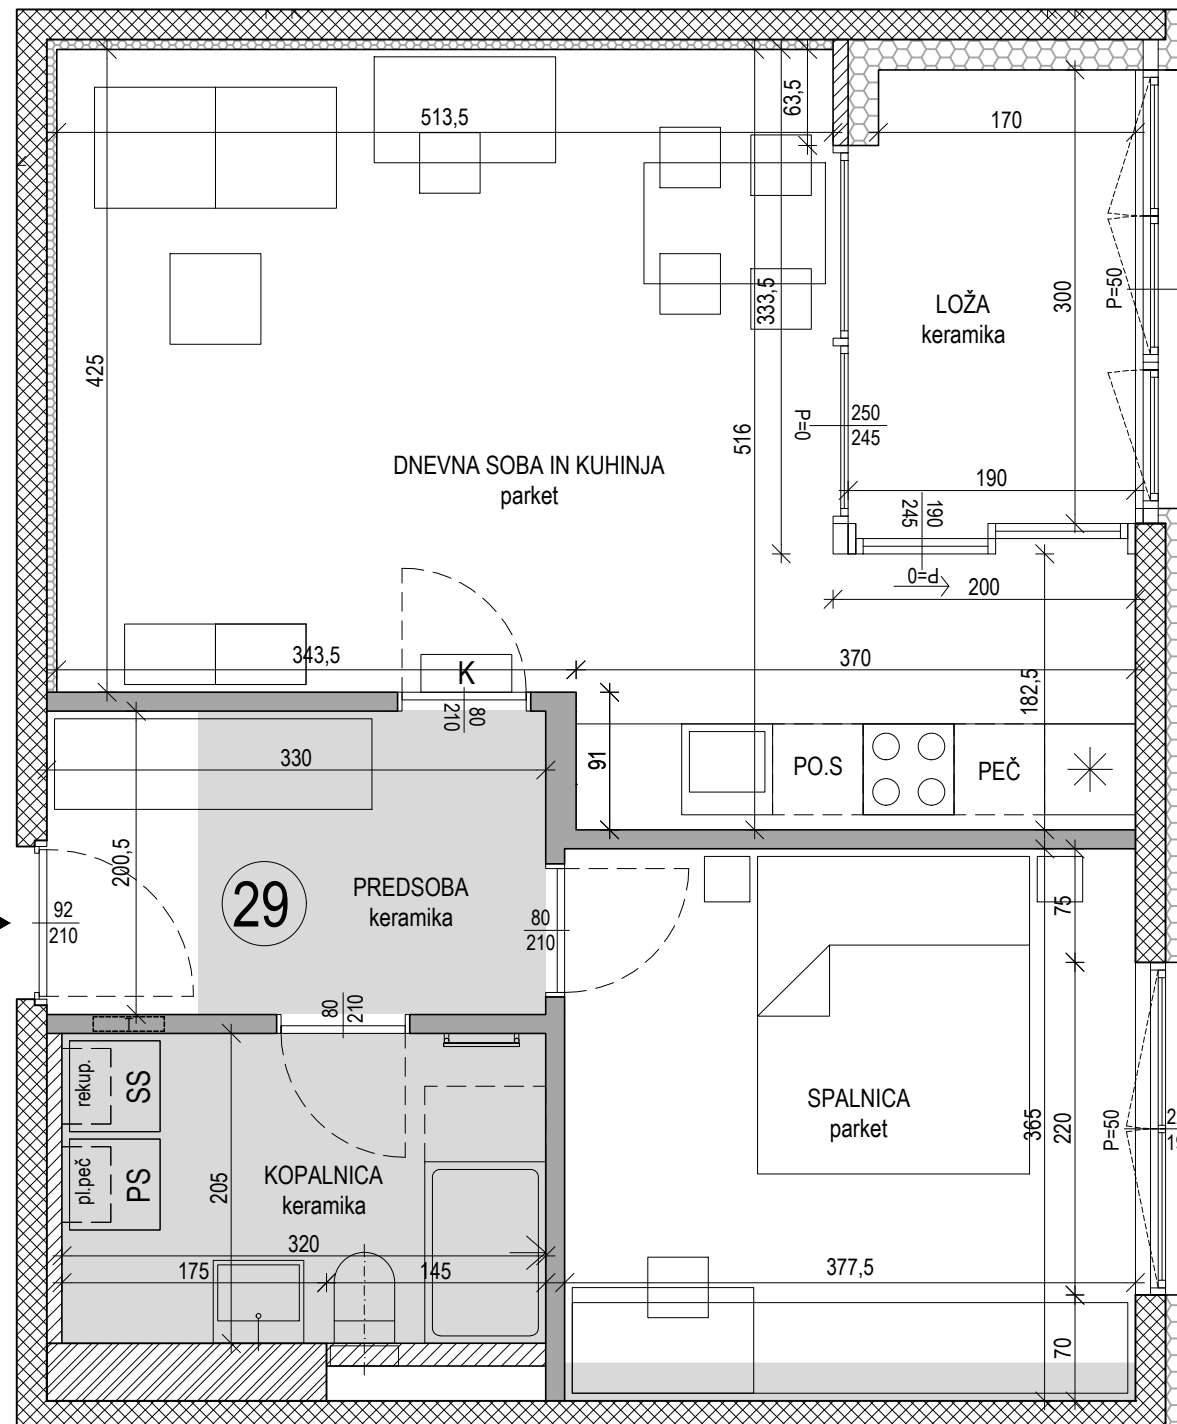 513,5
63,5
170
425
333,5
516
300
P=50
LOŽA
keramika
P=0
250
245
190
190
245
P=0
200
DNEVNA SOBA IN KUHINJA
parket
343,5
K
80
210
370
182,5
91
PO.S
PEČ
330
200,5
29
PREDSOBA
keramika
92
210
80
210
80
210
75
T
rekup.
SS
pl.peč
PS
205
KOPALNICA
keramika
320
175
145
SPALNICA
parket
365
220
P=50
377,5
70